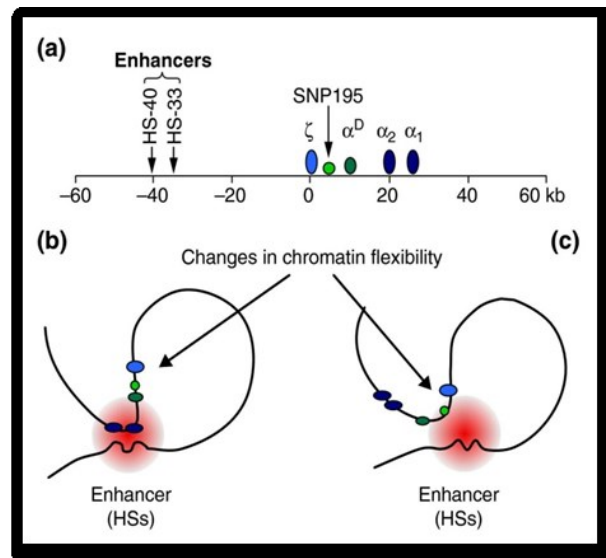 (a)
Enhancers
HS-40
HS-33
SNP195
ζ
αD
α2
α1
−60
−40
−20
0
20
40
60 kb
(b)
Changes in chromatin flexibility
(c)
Enhancer
(HSs)
Enhancer
(HSs)